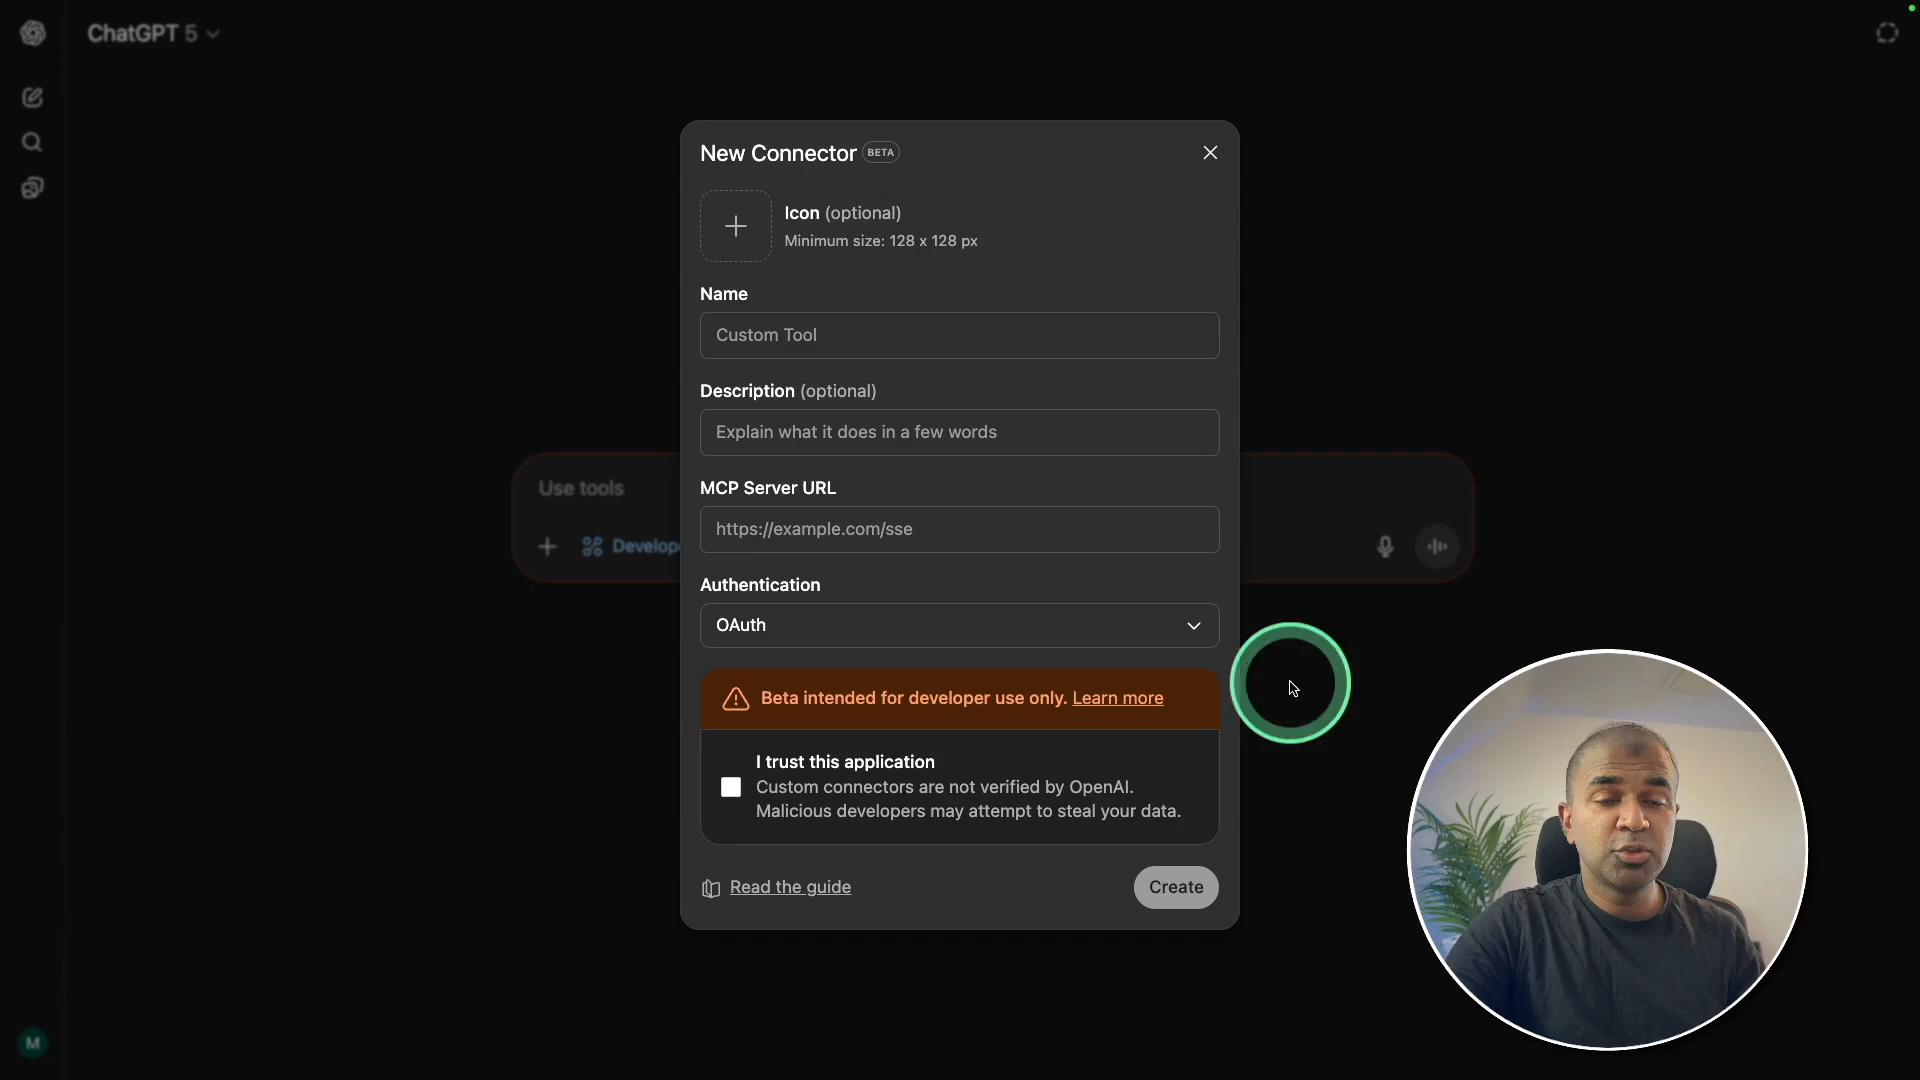 ChatGPT 5
New Connector BETA
Icon (optional)
Minimum size: 128 x 128 px
Name
Custom Tool
Description (optional)
Explain what it does in a few words
MCP Server URL
https://example.com/sse
Use tools
Develope
Authentication
OAuth
Beta intended for developer use only. Learn more
I trust this application
Custom connectors are not verified by OpenAI.
Malicious developers may attempt to steal your data.
Read the guide
Create
M